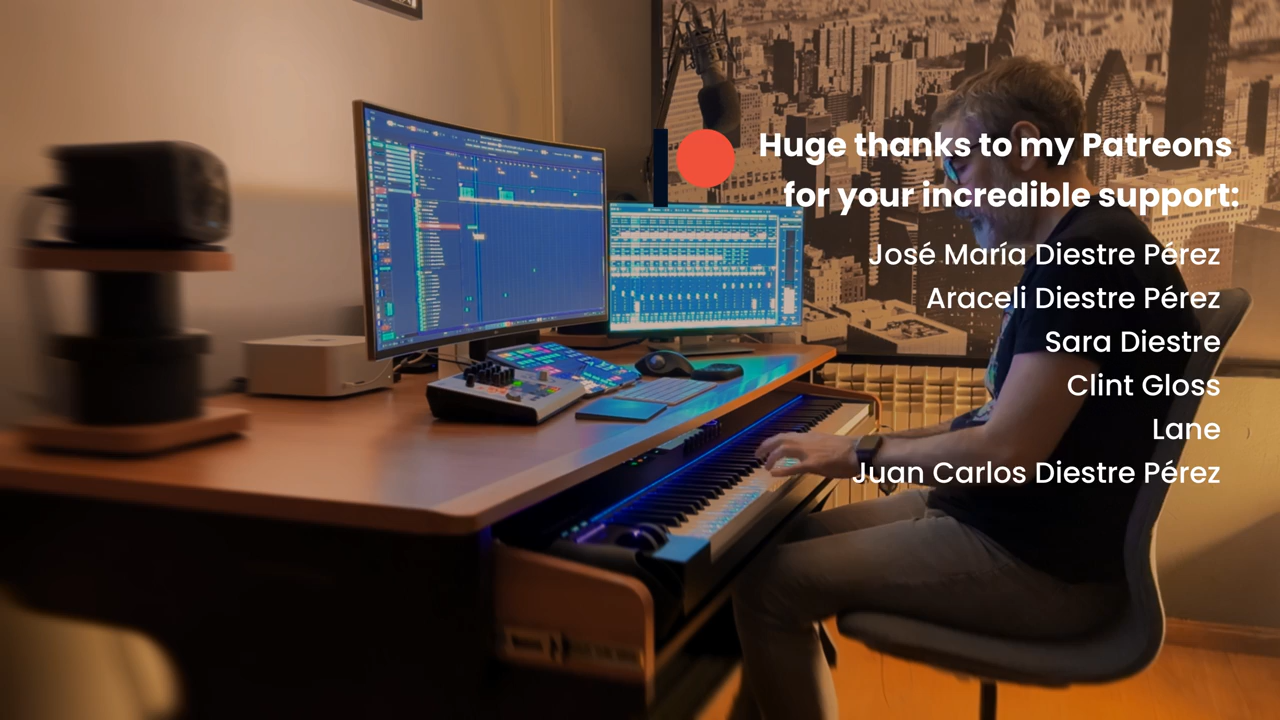 Huge thanks to my Patreons
for your incredible support:
José María Diestre Pérez
Araceli Diestre Pérez
Sara Diestre
Clint Gloss
Lane
Juan Carlos Diestre Pérez